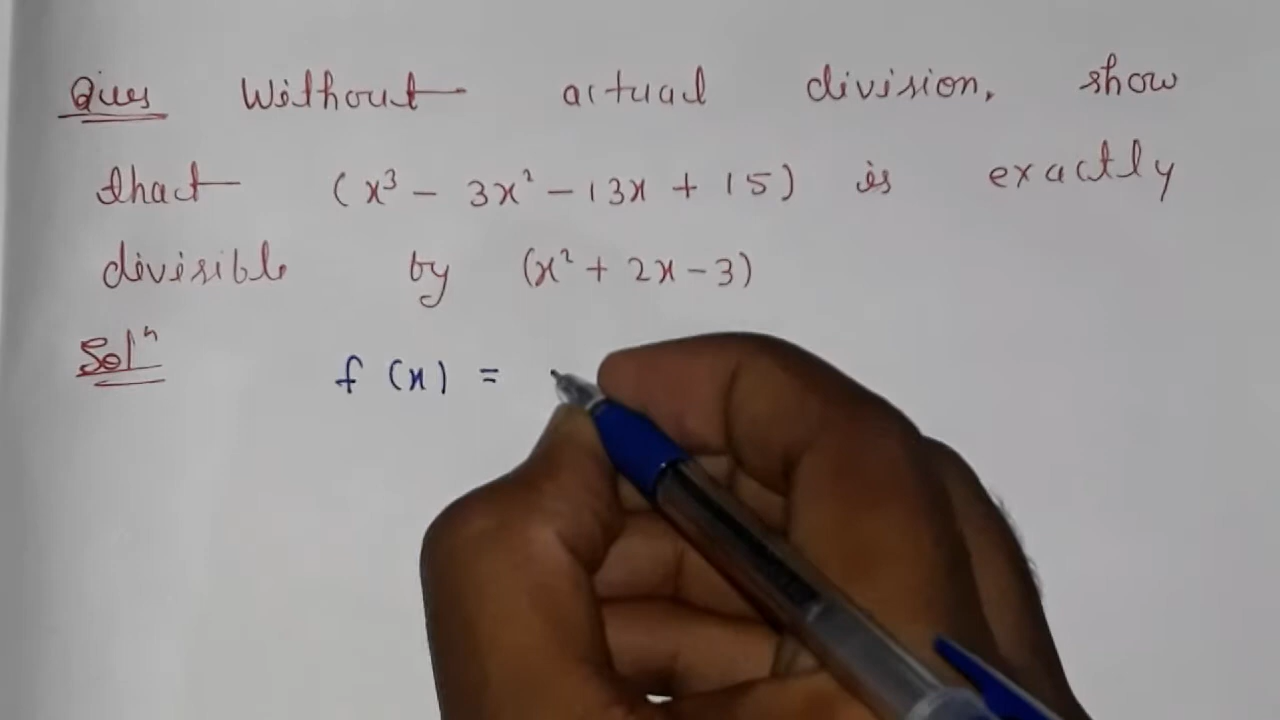 Ques Without actual division, show
that (x³ - 3x² - 13x + 15) is exactly
divisible by (x² + 2x - 3)
Solⁿ f(x) =